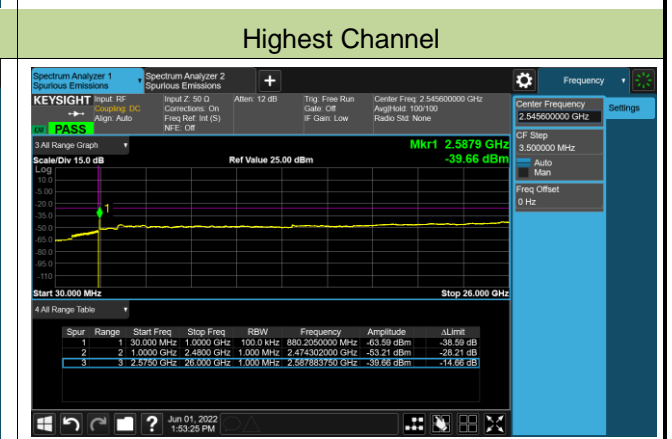 Highest Channel
Spectrum Analyzer 1
Spurious Emissions
Spectrum Analyzer 2
Spurious Emissions
+
Frequency
KEYSIGHT
Input: RF
Coupling: DC
Align: Auto
Input Z: 50 Ω
Corrections: On
Freq Ref: Int (S)
NFE: Off
Atten: 12 dB
Trig: Free Run
Gate: Off
IF Gain: Low
Center Freq: 2.545600000 GHz
Avg|Hold: 100/100
Radio Std: None
PASS
Center Frequency
2.545600000 GHz
Settings
CF Step
3.500000 MHz
Auto
Man
Freq Offset
0 Hz
3 All Range Graph
Mkr1 2.5879 GHz
-39.66 dBm
Scale/Div 15.0 dB
Ref Value 25.00 dBm
Log
10.0
-5.00
-20.0
-35.0
-50.0
-65.0
-80.0
-95.0
-110
1
Start 30.000 MHz
Stop 26.000 GHz
4 All Range Table
Spur Range Start Freq Stop Freq RBW Frequency Amplitude ΔLimit
1 1 30.000 MHz 1.0000 GHz 100.0 kHz 880.2050000 MHz -63.59 dBm -38.59 dB
2 2 1.0000 GHz 2.4800 GHz 1.000 MHz 2.474302000 GHz -53.21 dBm -28.21 dB
3 3 2.5750 GHz 26.000 GHz 1.000 MHz 2.587883750 GHz -39.66 dBm -14.66 dB
?
Jun 01, 2022
1:53:25 PM